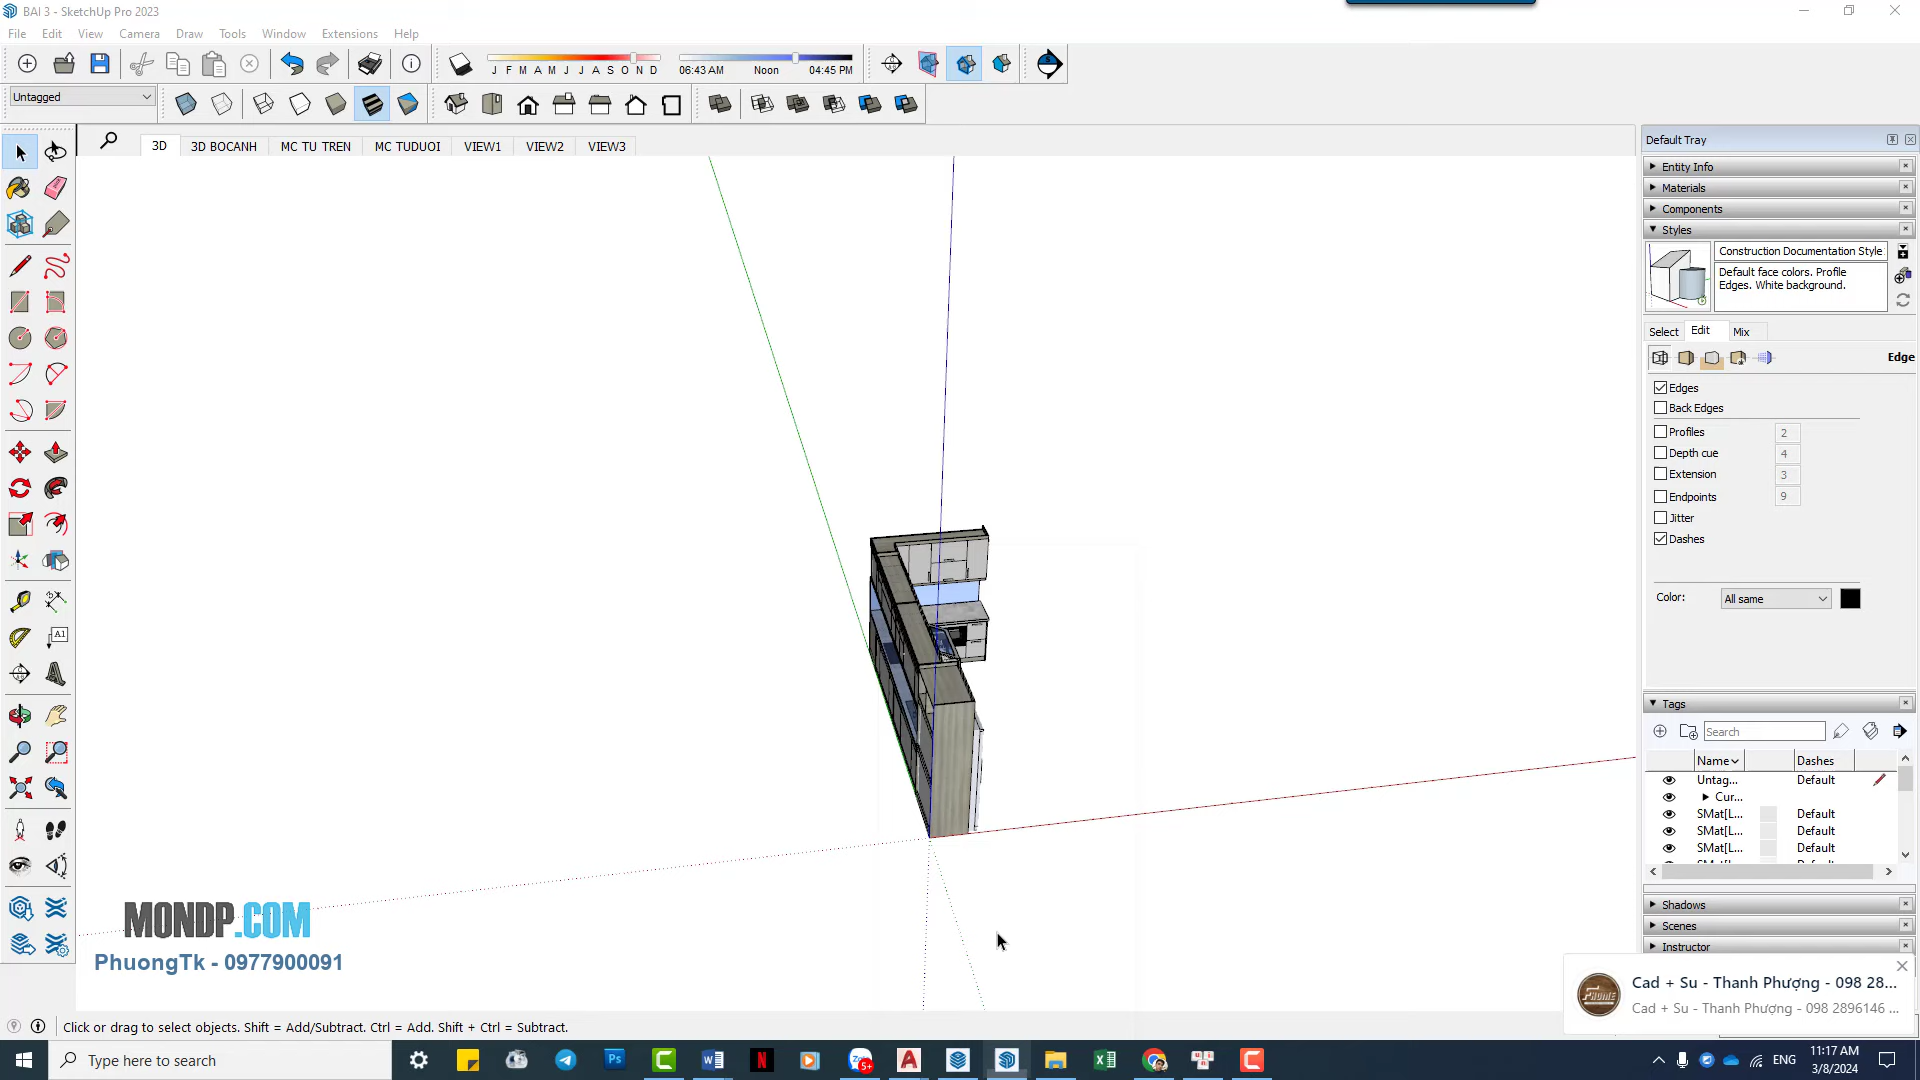 BAI 3 - SketchUp Pro 2023
File Edit View Camera Draw Tools Window Extensions Help
J F M A M J J A S O N D 06:43 AM Noon 04:45 PM
Untagged
3D 3D BOCANH MC TU TREN MC TUDUOI VIEW1 VIEW2 VIEW3
Default Tray
Entity Info
Materials
Components
Styles
Construction Documentation Style
Default face colors. Profile
Edges. White background.
Select Edit Mix
Edge
Edges
Back Edges
Profiles 2
Depth cue 4
Extension 3
Endpoints 9
Jitter
Dashes
Color: All same
Tags
Search
Name Dashes
Untag... Default
Cur...
SMat[L... Default
SMat[L... Default
SMat[L... Default
Shadows
Scenes
Instructor
MONDP.COM
PhuongTk - 0977900091
Cad + Su - Thanh Phượng - 098 28...
Cad + Su - Thanh Phượng - 098 2896146 ...
Click or drag to select objects. Shift = Add/Subtract. Ctrl = Add. Shift + Ctrl = Subtract.
Type here to search
ENG
11:17 AM
3/8/2024